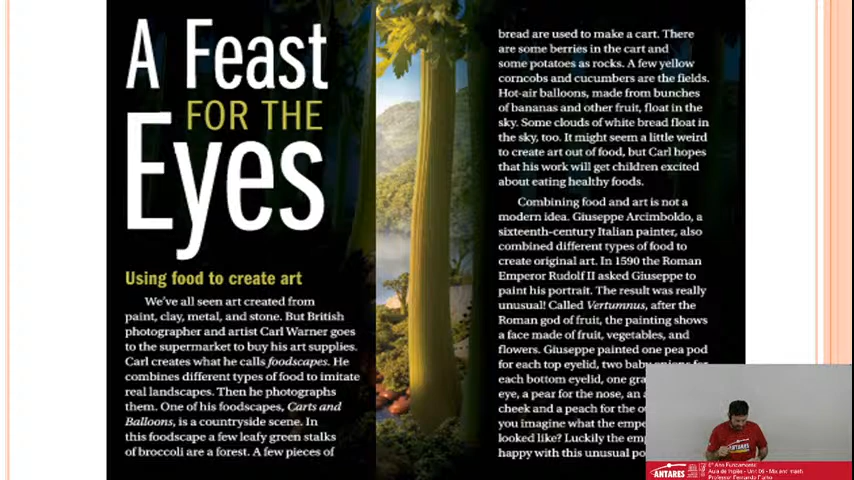 A Feast
FOR THE
Eyes
Using food to create art
We've all seen art created from
paint, clay, metal, and stone. But British
photographer and artist Carl Warner goes
to the supermarket to buy his art supplies.
Carl creates what he calls foodscapes. He
combines different types of food to imitate
real landscapes. Then he photographs
them. One of his foodscapes, Carts and
Balloons, is a countryside scene. In
this foodscape a few leafy green stalks
of broccoli are a forest. A few pieces of
bread are used to make a cart. There
are some berries in the cart and
some potatoes as rocks. A few yellow
corncobs and cucumbers are the fields.
Hot-air balloons, made from bunches
of bananas and other fruit, float in the
sky. Some clouds of white bread float in
the sky, too. It might seem a little weird
to create art out of food, but Carl hopes
that his work will get children excited
about eating healthy foods.
Combining food and art is not a
modern idea. Giuseppe Arcimboldo, a
sixteenth-century Italian painter, also
combined different types of food to
create original art. In 1590 the Roman
Emperor Rudolf II asked Giuseppe to
paint his portrait. The result was really
unusual! Called Vertumnus, after the
Roman god of fruit, the painting shows
a face made of fruit, vegetables, and
flowers. Giuseppe painted one pea pod
for each top eyelid, two baby
each bottom eyelid, one
eye, a pear for the nose, an
cheek and a peach for the
you imagine what the
looked like? Luckily the
happy with this unusual
ANTARES
Professor Fernando